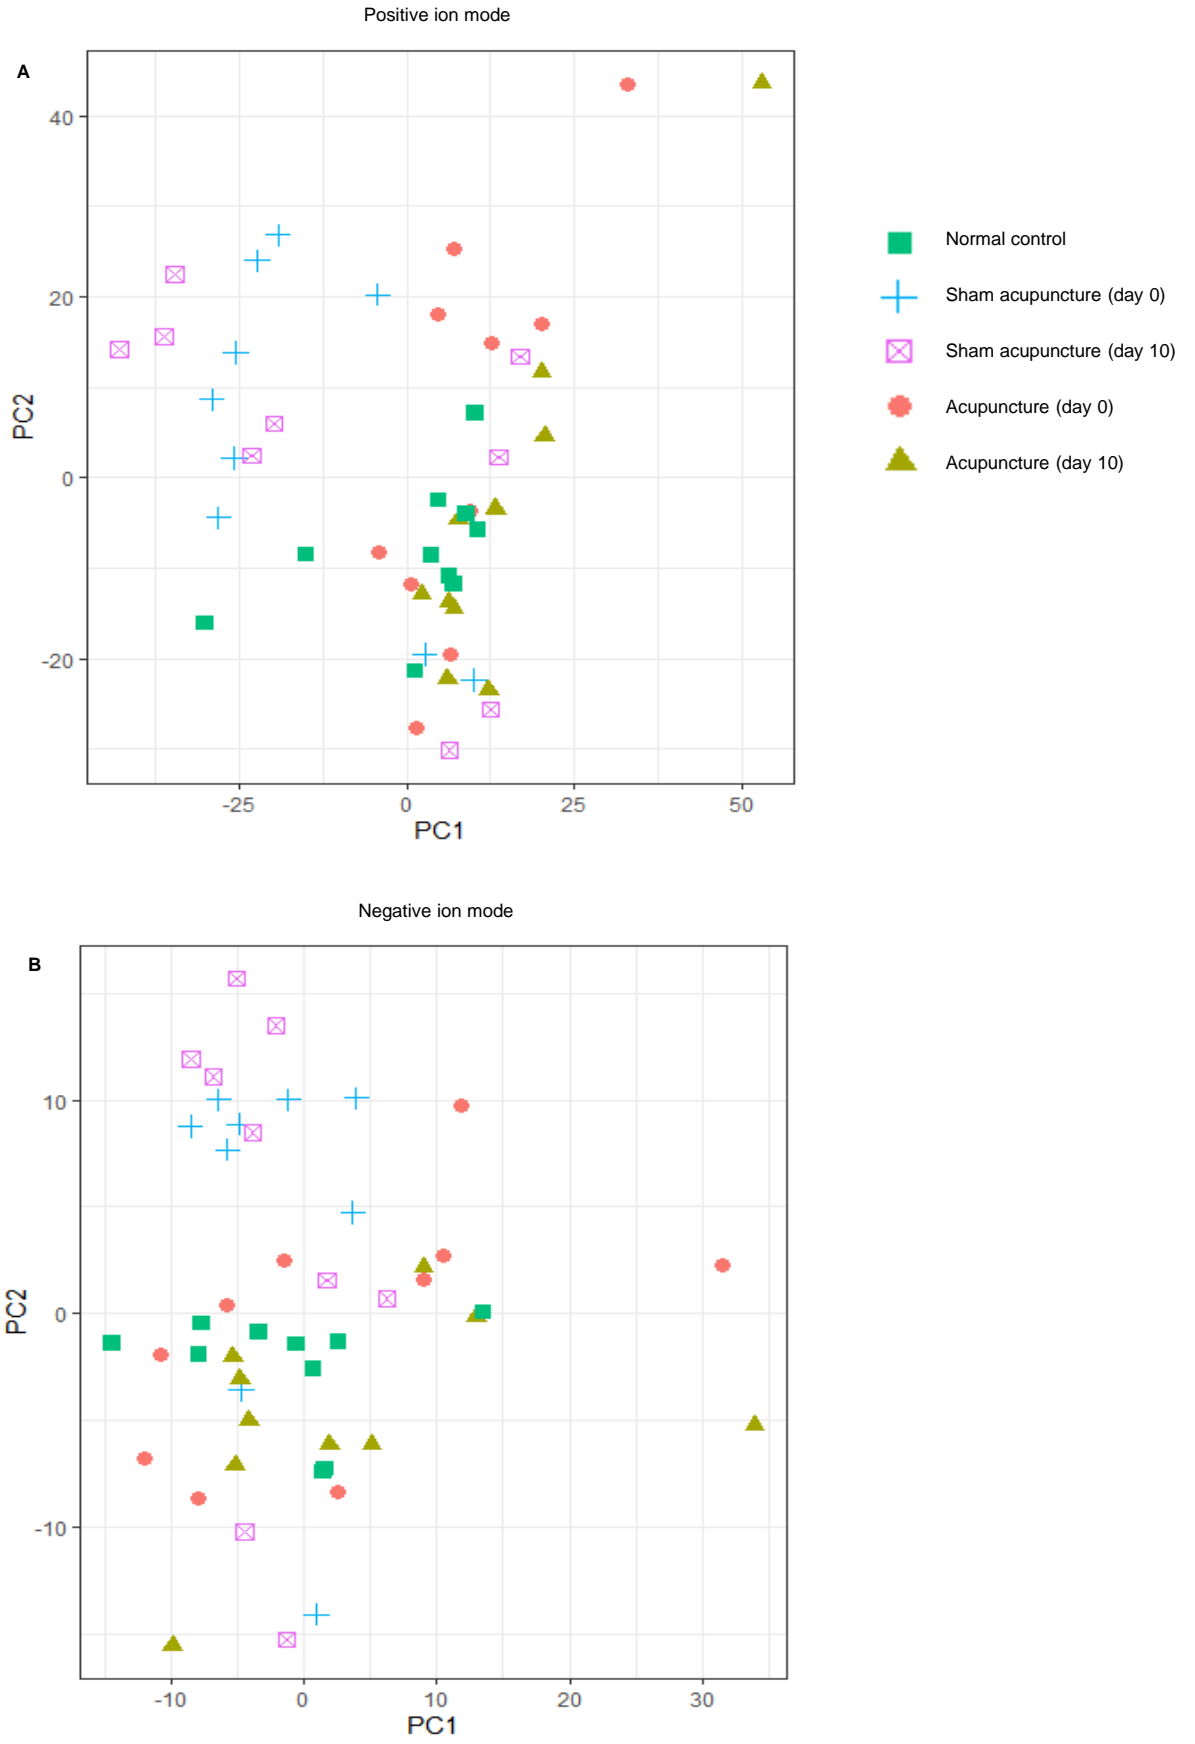 Positive ion mode
A
40
20
0
-20
PC2
-25
0
25
50
PC1
Normal control
Sham acupuncture (day 0)
Sham acupuncture (day 10)
Acupuncture (day 0)
Acupuncture (day 10)
Negative ion mode
B
10
0
-10
PC2
-10
0
10
20
30
PC1